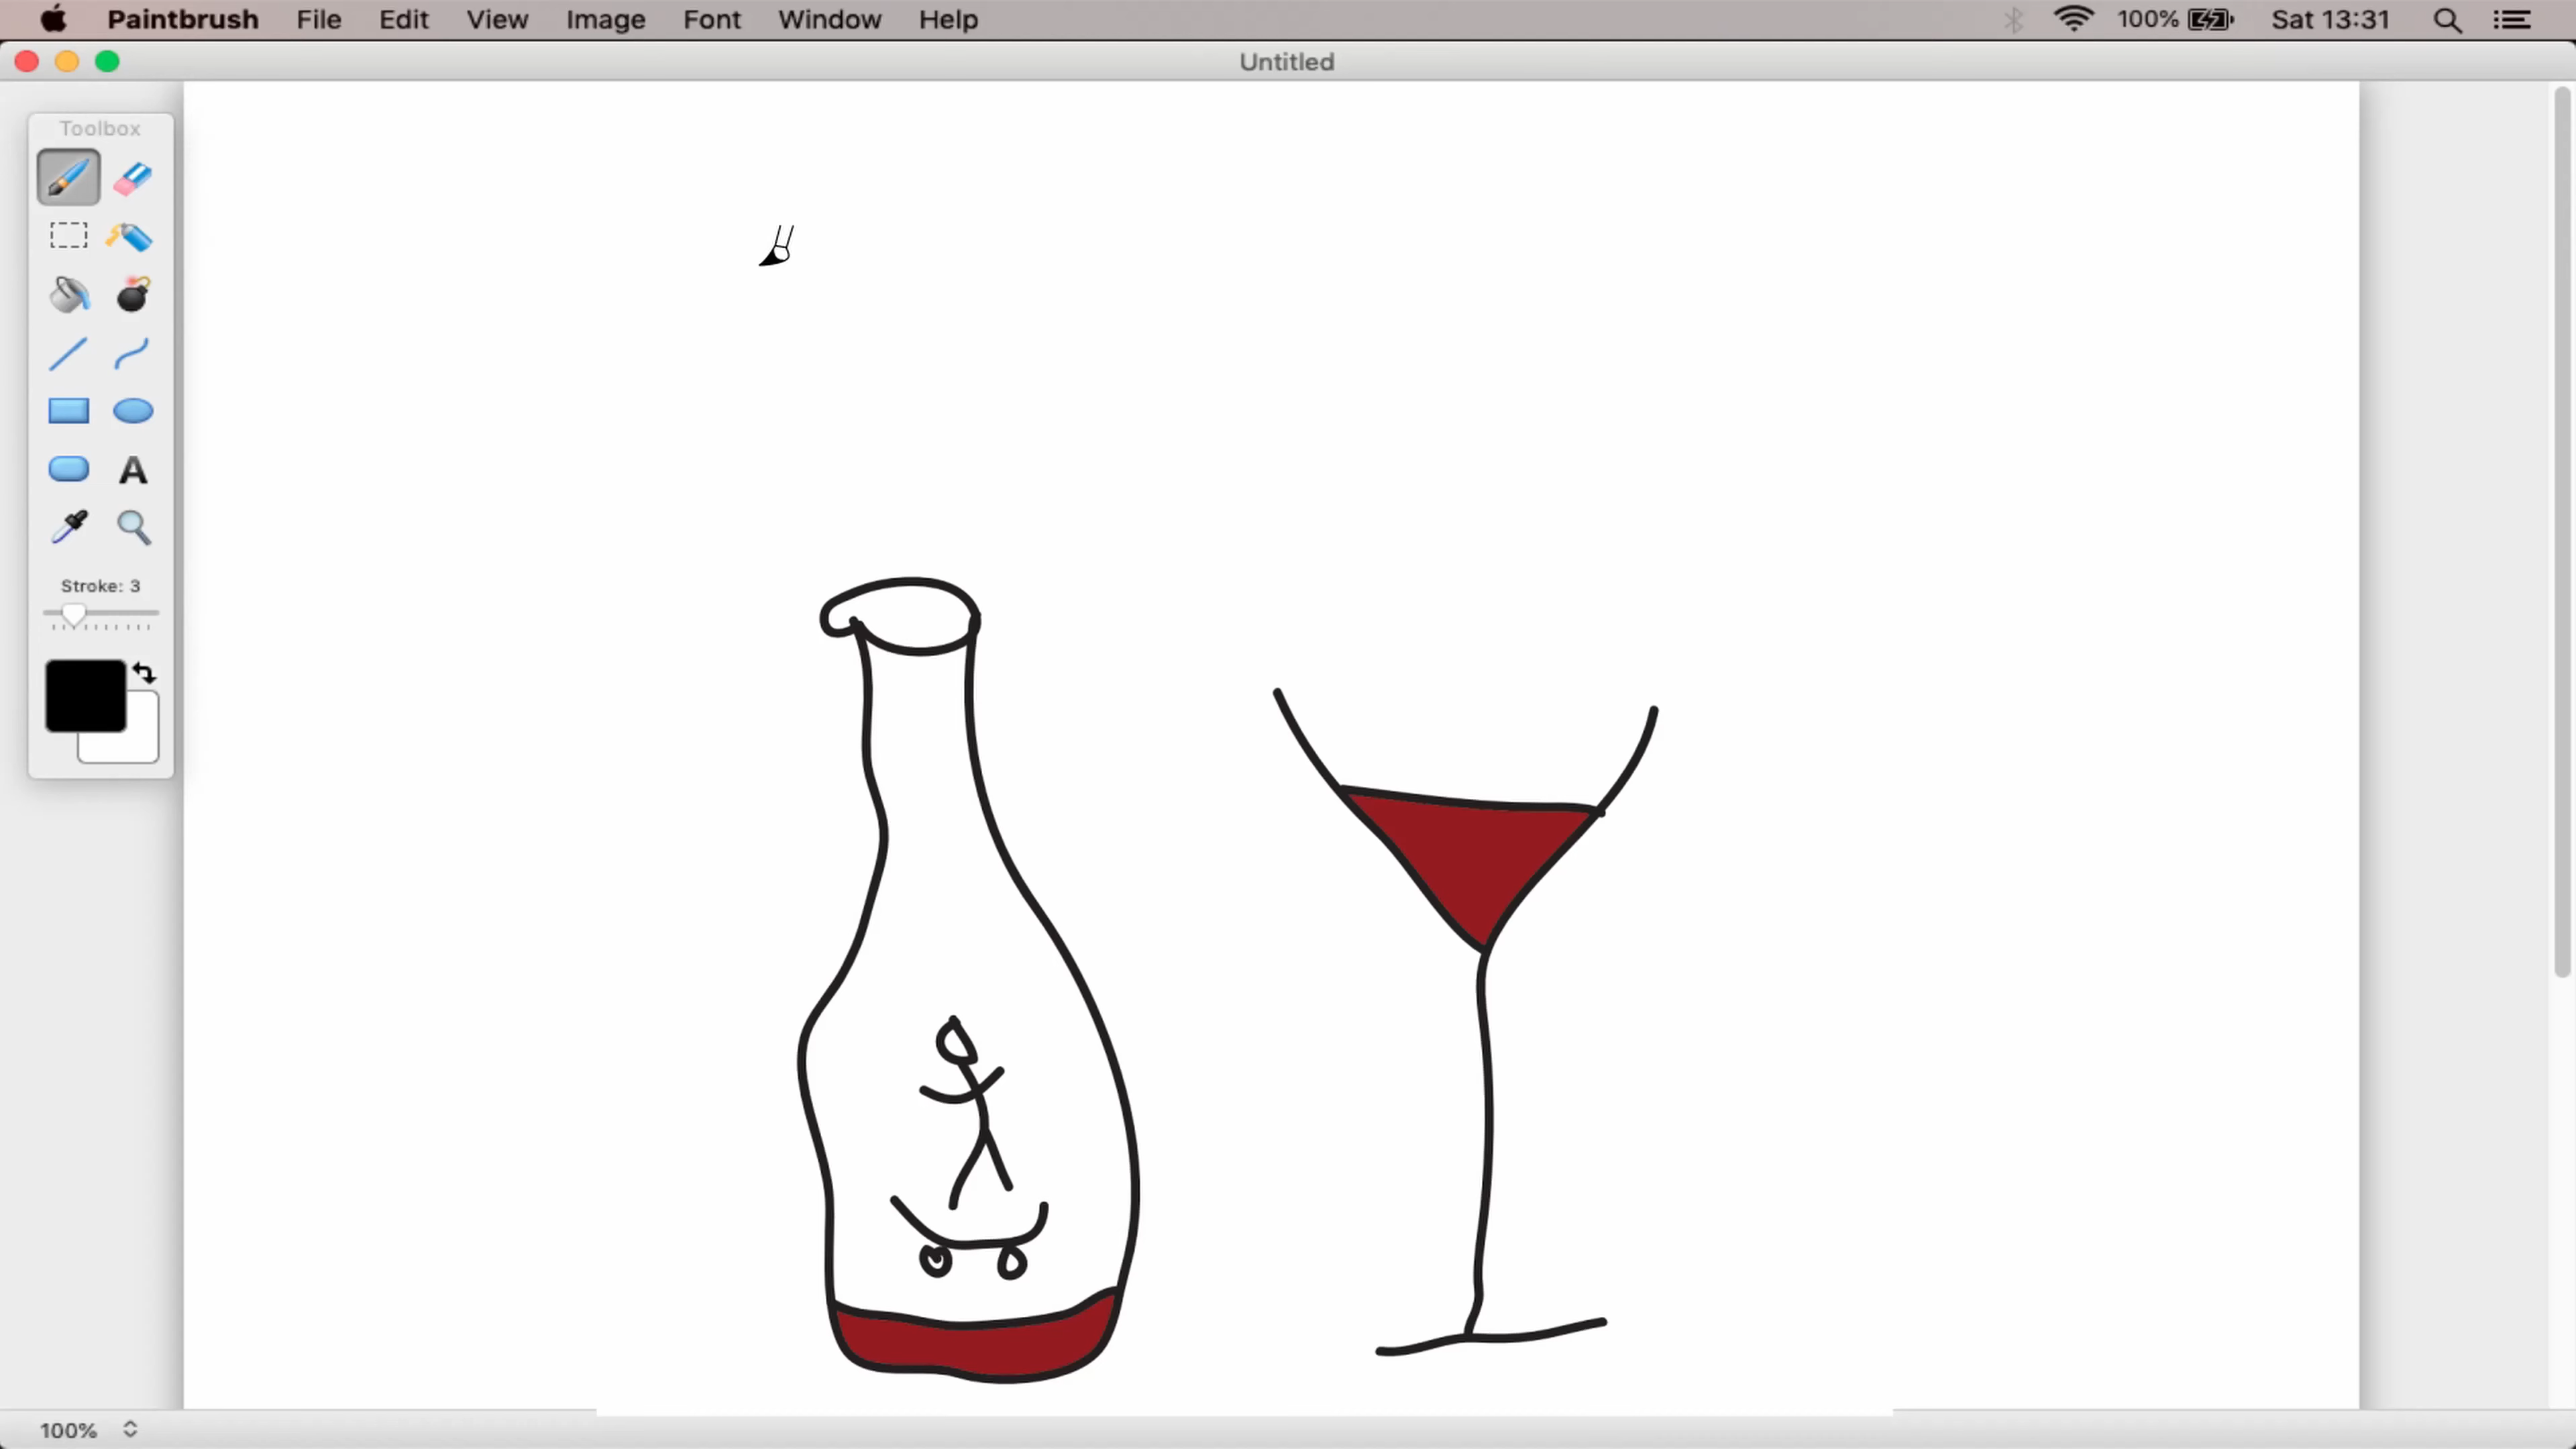 Paintbrush File Edit View Image Font Window Help 100% Sat 13:31
Untitled
Toolbox
A
Stroke: 3
100%